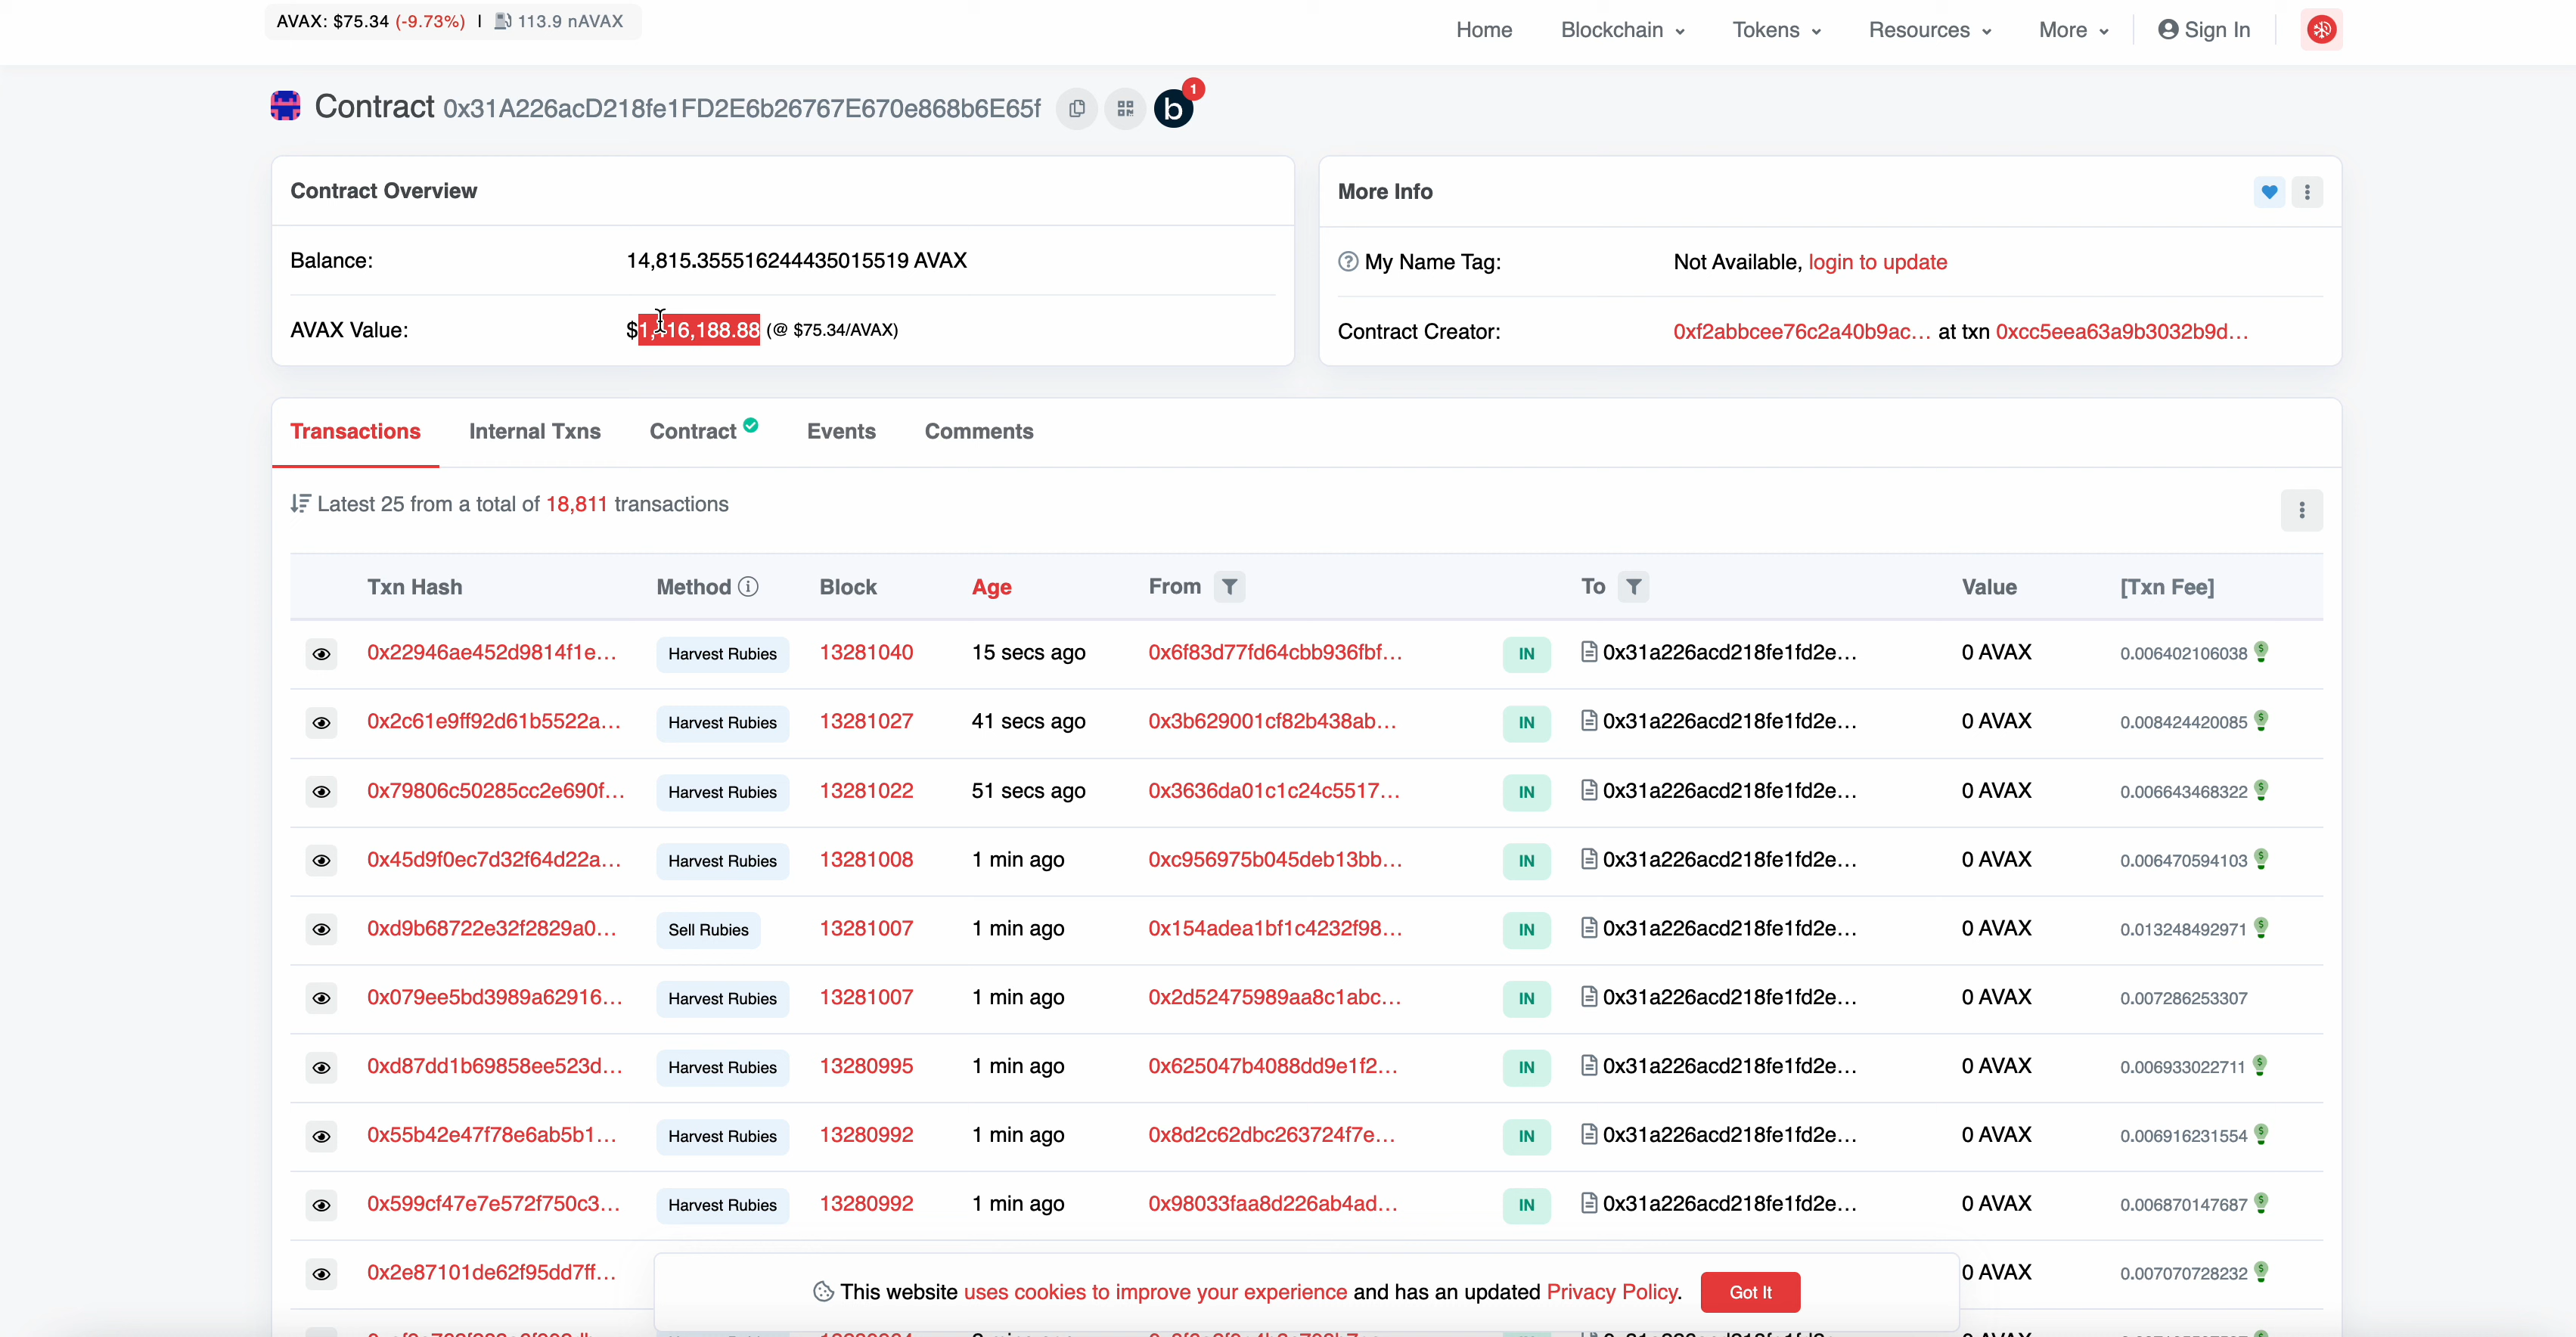 AVAX: $75.34 (-9.73%) | 113.9 nAVAX
Home Blockchain Tokens Resources More Sign In
Contract 0x31A226acD218fe1FD2E6b26767E670e868b6E65f b 1
Contract Overview
Balance: 14,815.355516244435015519 AVAX
AVAX Value: $1,116,188.88 (@ $75.34/AVAX)
More Info
My Name Tag: Not Available, login to update
Contract Creator: 0xf2abbcee76c2a40b9ac... at txn 0xcc5eea63a9b3032b9d...
Transactions Internal Txns Contract Events Comments
Latest 25 from a total of 18,811 transactions
Txn Hash Method Block Age From To Value [Txn Fee]
0x22946ae452d9814f1e... Harvest Rubies 13281040 15 secs ago 0x6f83d77fd64cbb936fbf... IN 0x31a226acd218fe1fd2e... 0 AVAX 0.006402106038
0x2c61e9ff92d61b5522a... Harvest Rubies 13281027 41 secs ago 0x3b629001cf82b438ab... IN 0x31a226acd218fe1fd2e... 0 AVAX 0.008424420085
0x79806c50285cc2e690f... Harvest Rubies 13281022 51 secs ago 0x3636da01c1c24c5517... IN 0x31a226acd218fe1fd2e... 0 AVAX 0.006643468322
0x45d9f0ec7d32f64d22a... Harvest Rubies 13281008 1 min ago 0xc956975b045deb13bb... IN 0x31a226acd218fe1fd2e... 0 AVAX 0.006470594103
0xd9b68722e32f2829a0... Sell Rubies 13281007 1 min ago 0x154adea1bf1c4232f98... IN 0x31a226acd218fe1fd2e... 0 AVAX 0.013248492971
0x079ee5bd3989a62916... Harvest Rubies 13281007 1 min ago 0x2d52475989aa8c1abc... IN 0x31a226acd218fe1fd2e... 0 AVAX 0.007286253307
0xd87dd1b69858ee523d... Harvest Rubies 13280995 1 min ago 0x625047b4088dd9e1f2... IN 0x31a226acd218fe1fd2e... 0 AVAX 0.006933022711
0x55b42e47f78e6ab5b1... Harvest Rubies 13280992 1 min ago 0x8d2c62dbc263724f7e... IN 0x31a226acd218fe1fd2e... 0 AVAX 0.006916231554
0x599cf47e7e572f750c3... Harvest Rubies 13280992 1 min ago 0x98033faa8d226ab4ad... IN 0x31a226acd218fe1fd2e... 0 AVAX 0.006870147687
0x2e87101de62f95dd7ff... 0 AVAX 0.007070728232
This website uses cookies to improve your experience and has an updated Privacy Policy. Got It